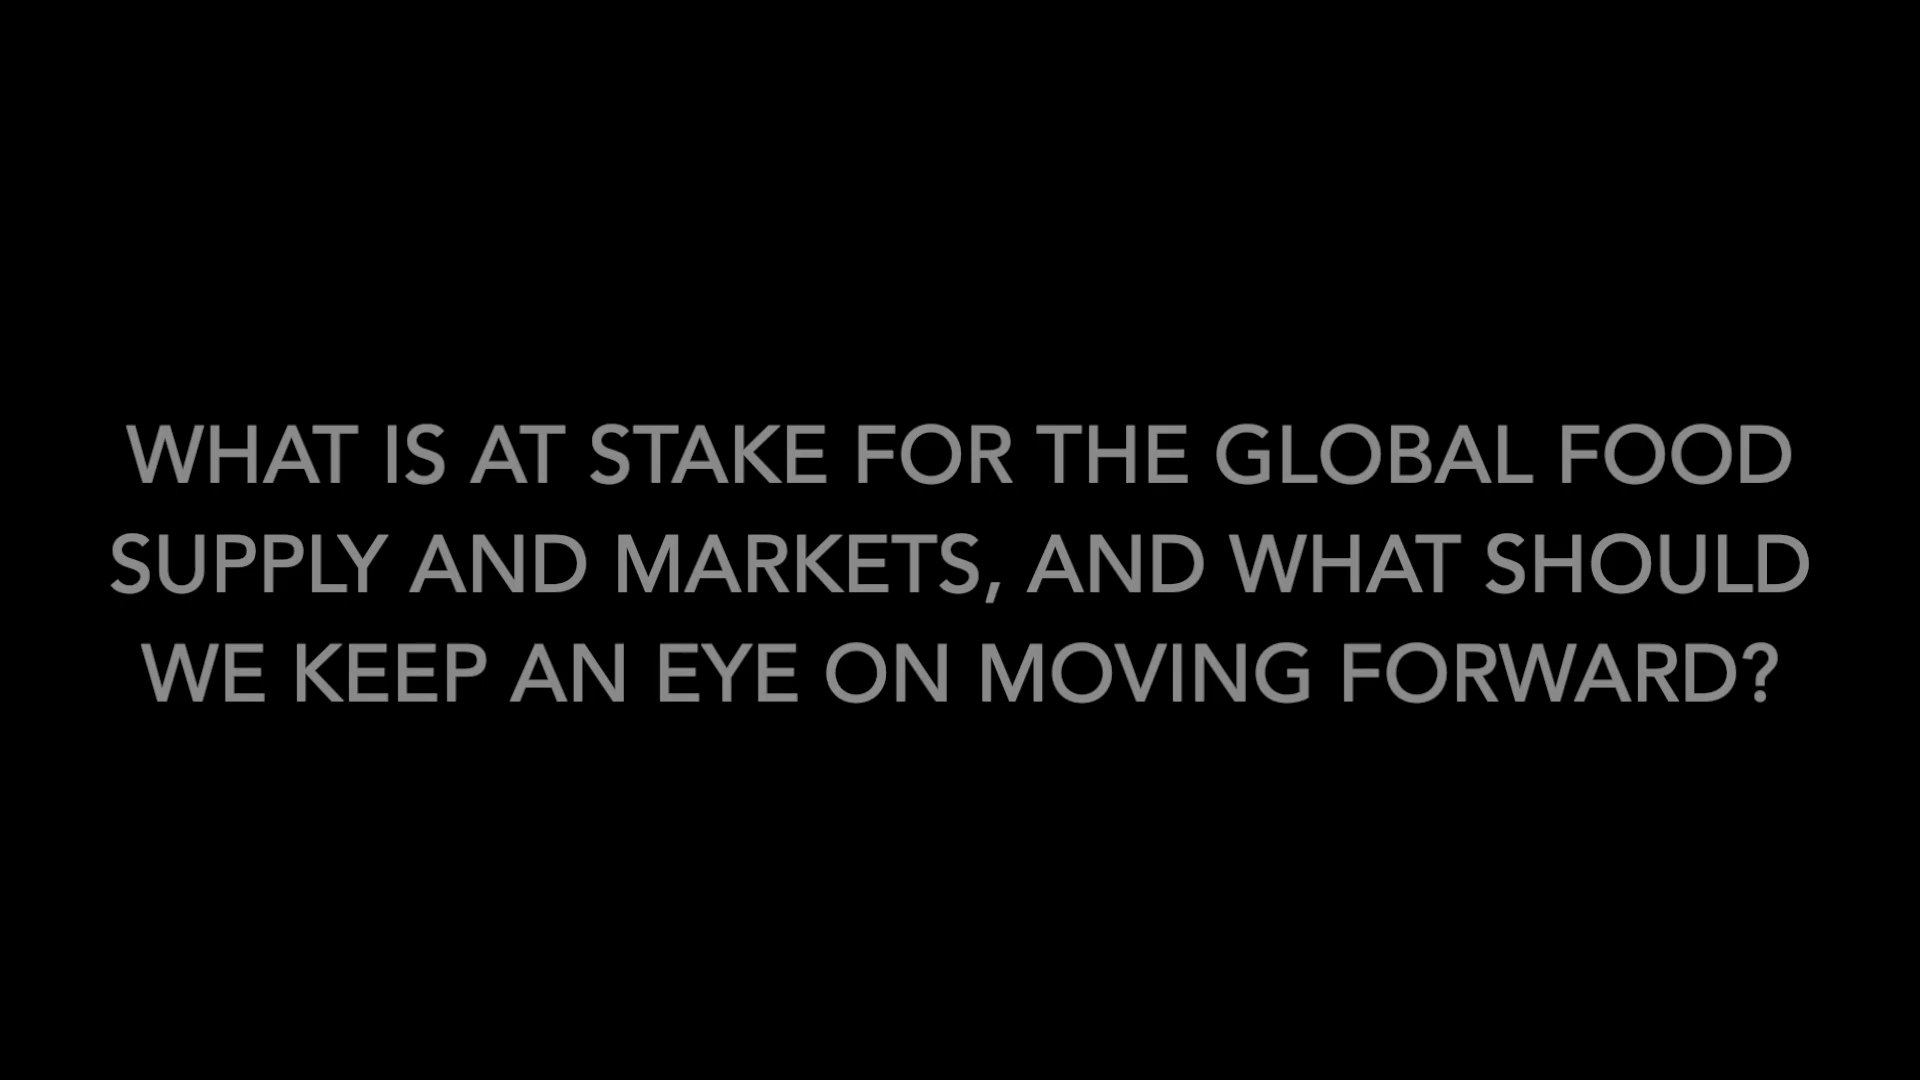 WHAT IS AT STAKE FOR THE GLOBAL FOOD
SUPPLY AND MARKETS, AND WHAT SHOULD
WE KEEP AN EYE ON MOVING FORWARD?